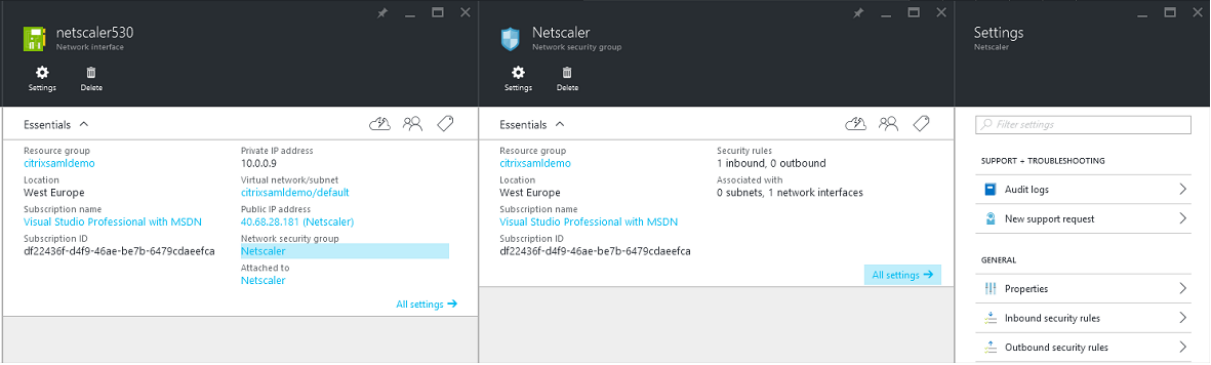 netscaler530
Network interface
Settings
Delete
Essentials
Resource group
citrixsamldemo
Location
West Europe
Subscription name
Visual Studio Professional with MSDN
Subscription ID
df22436f-d4f9-46ae-be7b-6479cdaeefca
Private IP address
10.0.0.9
Virtual network/subnet
citrixsamldemo/default
Public IP address
40.68.28.181 (Netscaler)
Network security group
Netscaler
Attached to
Netscaler
All settings →
Netscaler
Network security group
Settings
Delete
Essentials
Resource group
citrixsamldemo
Location
West Europe
Subscription name
Visual Studio Professional with MSDN
Subscription ID
df22436f-d4f9-46ae-be7b-6479cdaeefca
Security rules
1 inbound, 0 outbound
Associated with
0 subnets, 1 network interfaces
All settings →
Settings
Netscaler
Filter settings
SUPPORT + TROUBLESHOOTING
Audit logs
New support request
GENERAL
Properties
Inbound security rules
Outbound security rules